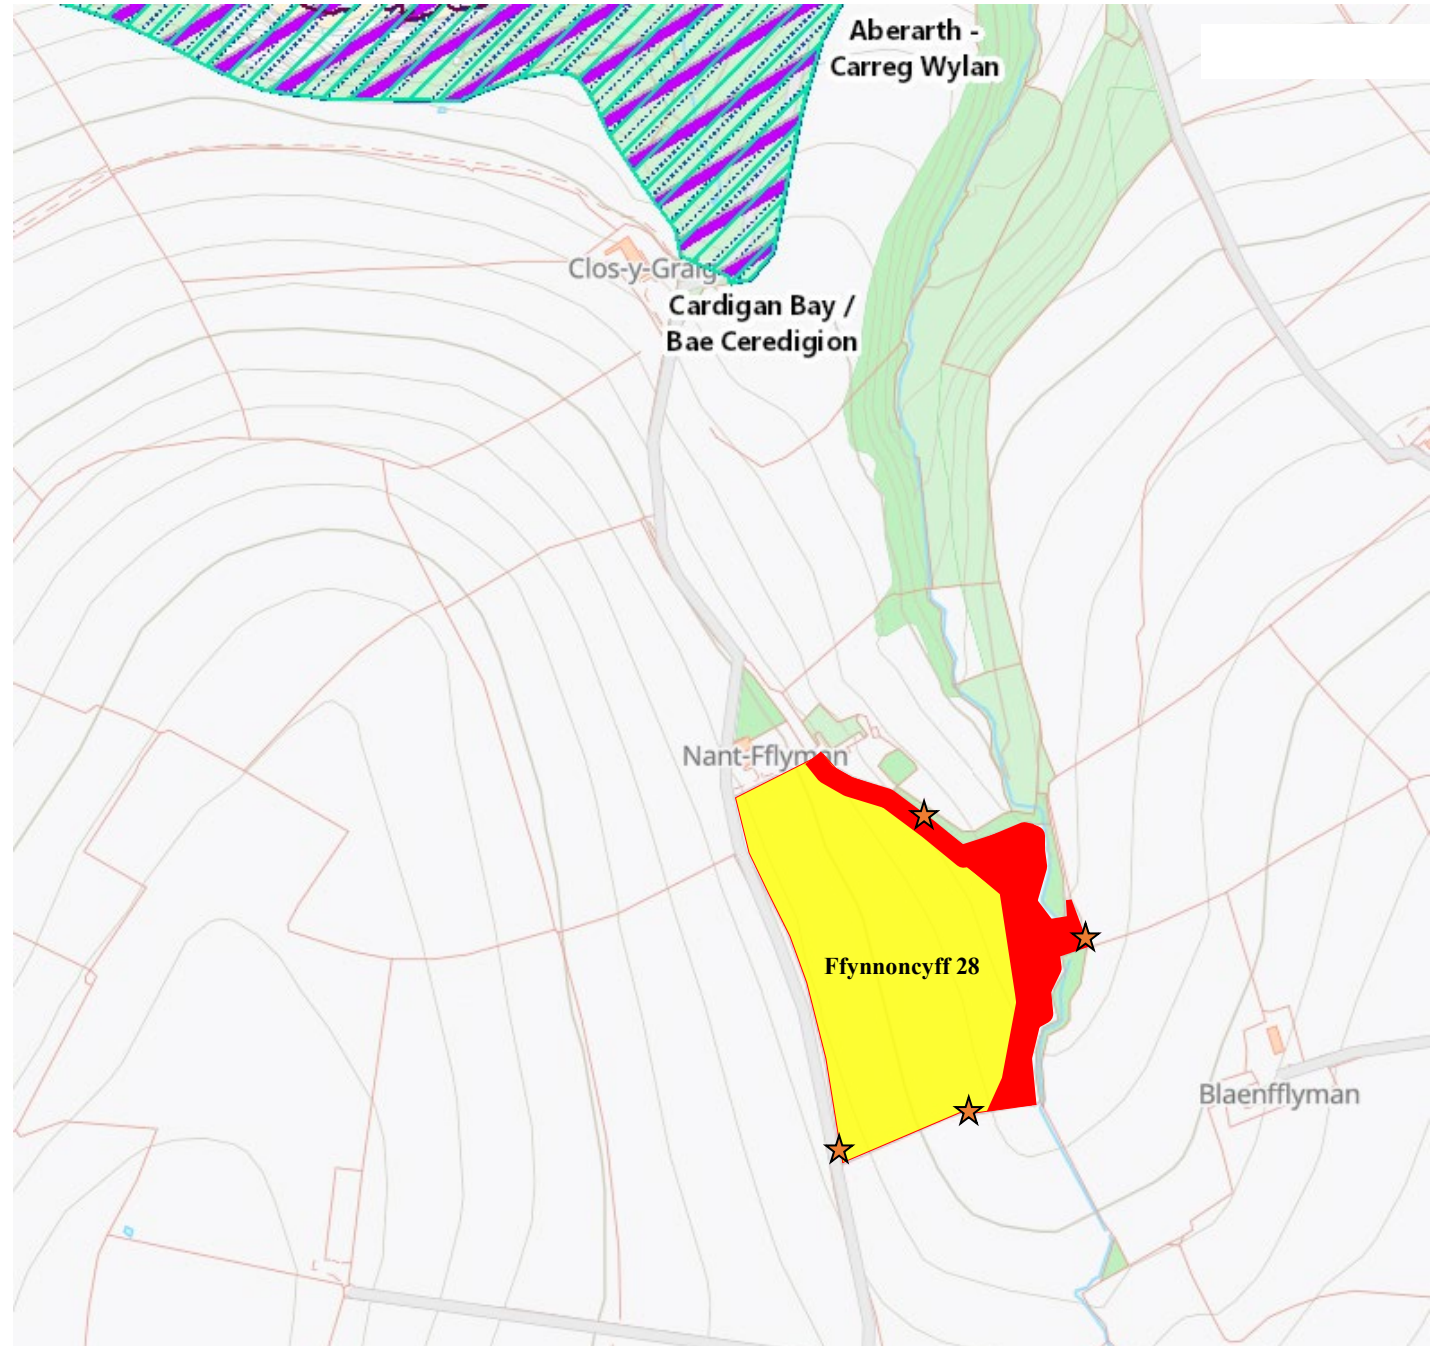 Aberarth -
Carreg Wylan
Clos-y-Graig
Cardigan Bay /
Bae Ceredigion
Nant-Fflyman
Ffynnoncyff 28
Blaenfflyman